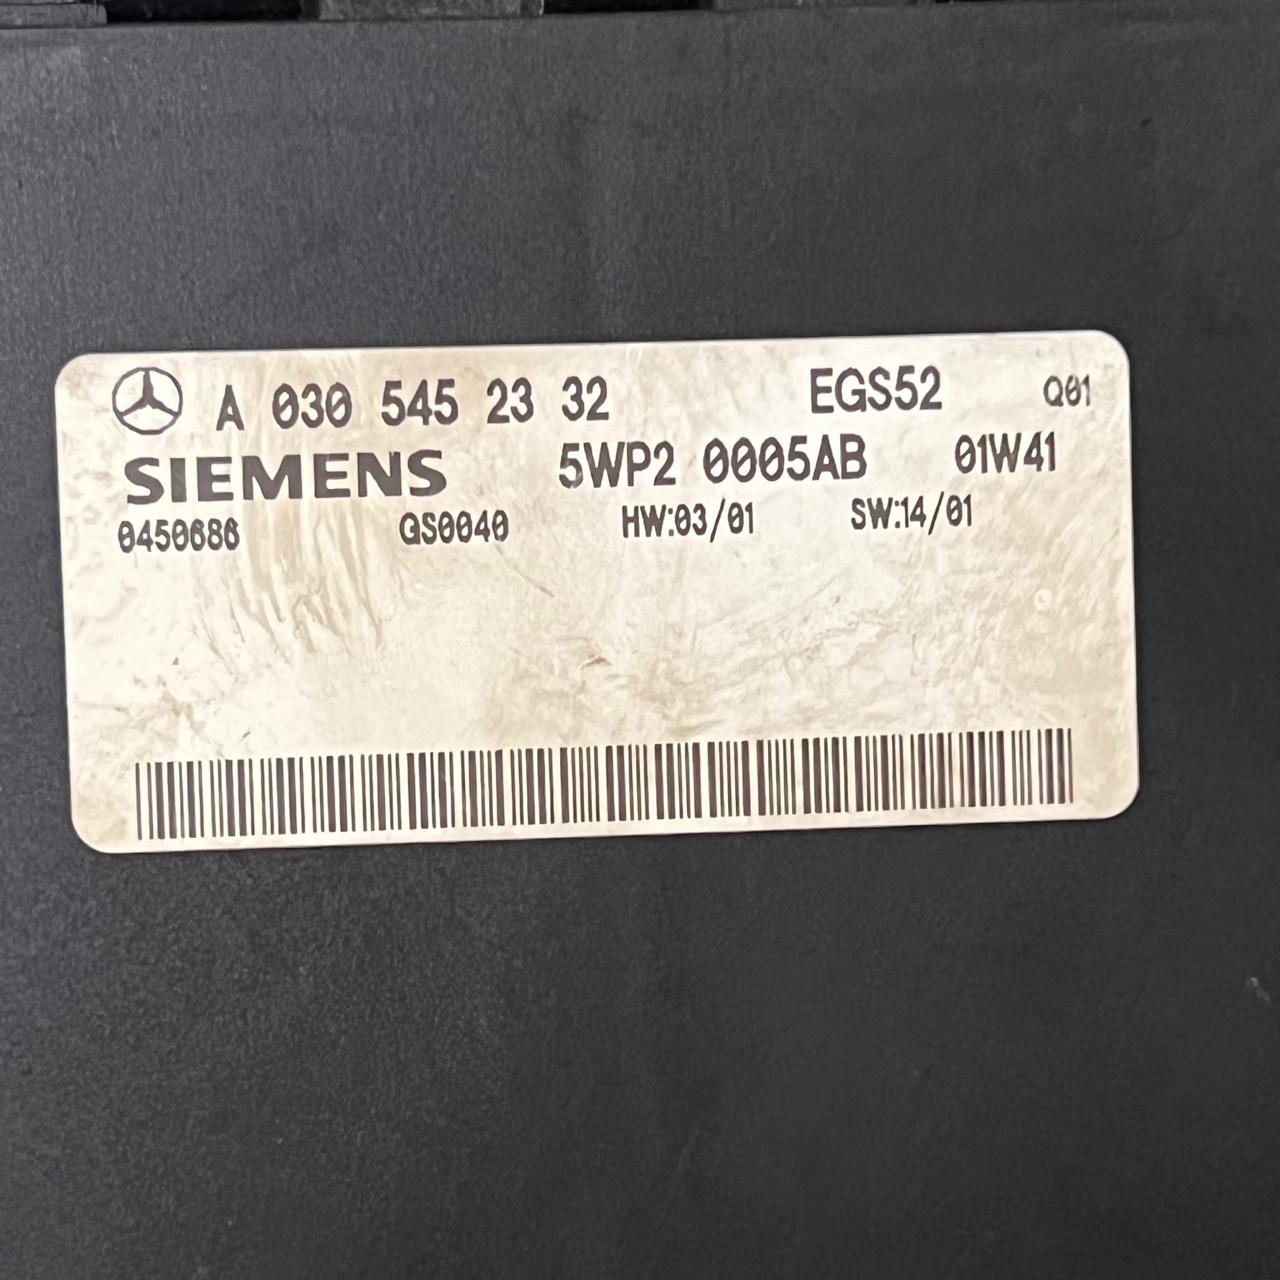 A 030 545 23 32 EGS52 Q01
SIEMENS 5WP2 0005AB 01W41
0450686 QS0040 HW:03/01 SW:14/01